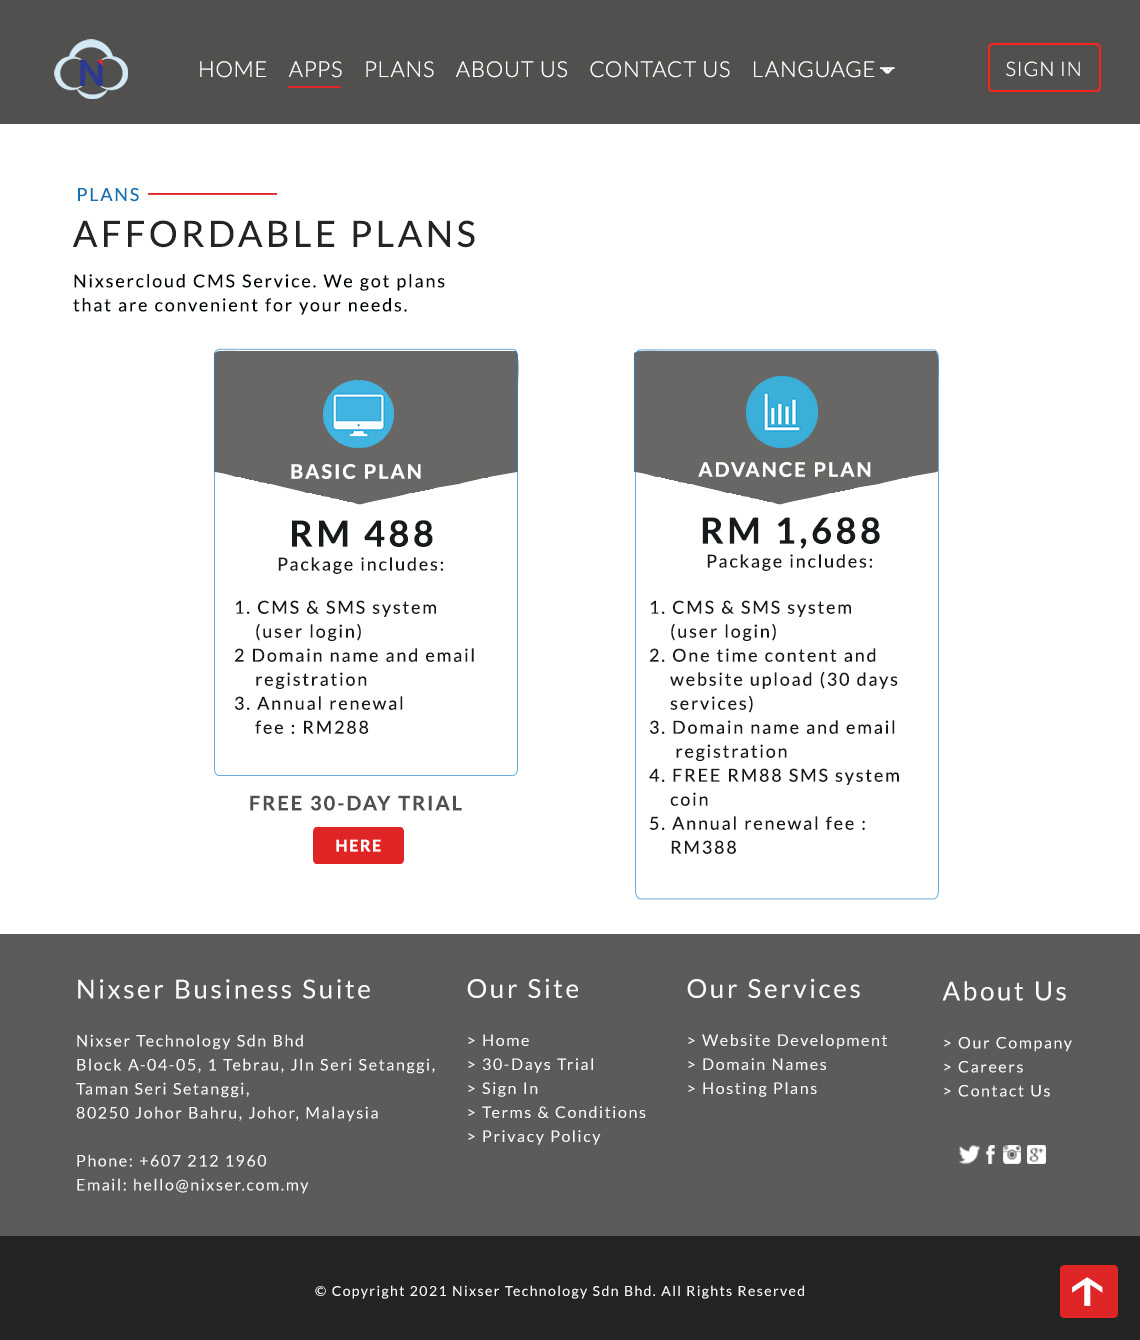 N
HOME APPS PLANS ABOUT US CONTACT US LANGUAGE SIGN IN
PLANS
AFFORDABLE PLANS
Nixsercloud CMS Service. We got plans
that are convenient for your needs.
BASIC PLAN
RM 488
Package includes:
1. CMS & SMS system
(user login)
2 Domain name and email
registration
3. Annual renewal
fee : RM288
FREE 30-DAY TRIAL
HERE
ADVANCE PLAN
RM 1,688
Package includes:
1. CMS & SMS system
(user login)
2. One time content and
website upload (30 days
services)
3. Domain name and email
registration
4. FREE RM88 SMS system
coin
5. Annual renewal fee :
RM388
Nixser Business Suite
Nixser Technology Sdn Bhd
Block A-04-05, 1 Tebrau, Jln Seri Setanggi,
Taman Seri Setanggi,
80250 Johor Bahru, Johor, Malaysia
Phone: +607 212 1960
Email: hello@nixser.com.my
Our Site
> Home
> 30-Days Trial
> Sign In
> Terms & Conditions
> Privacy Policy
Our Services
> Website Development
> Domain Names
> Hosting Plans
About Us
> Our Company
> Careers
> Contact Us
© Copyright 2021 Nixser Technology Sdn Bhd. All Rights Reserved